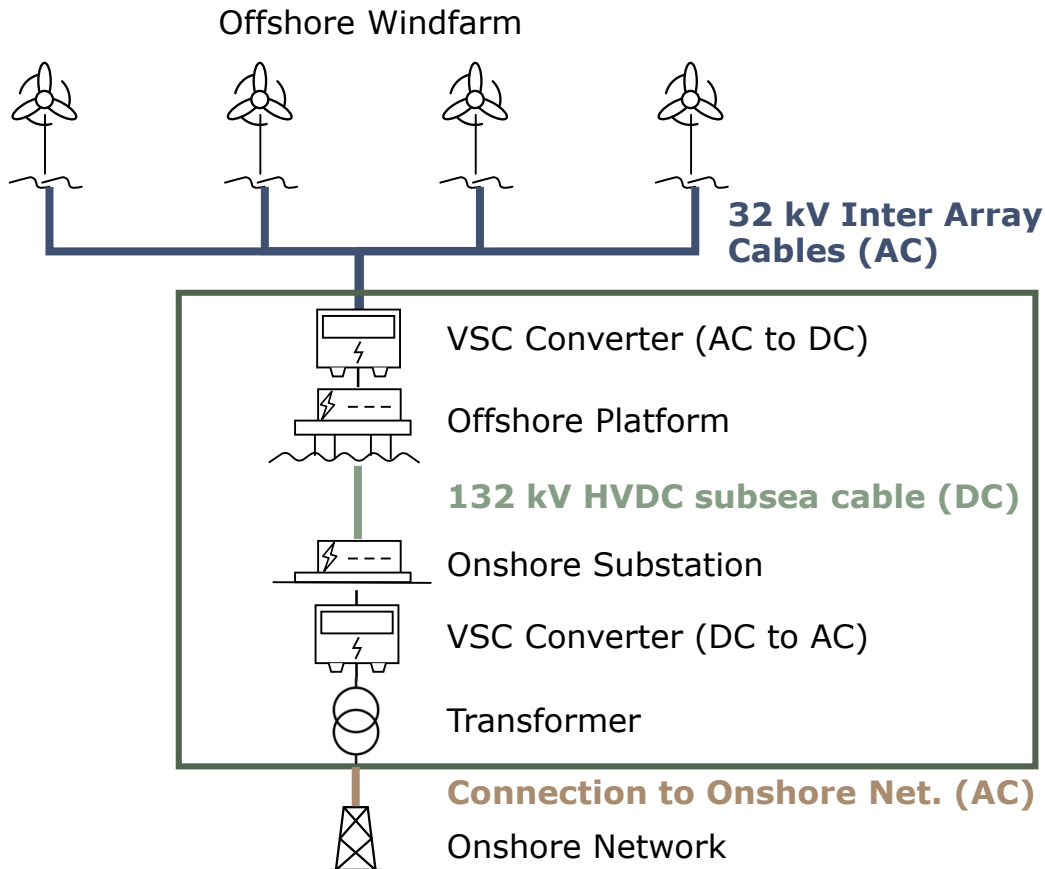 Offshore Windfarm
32 kV Inter Array
Cables (AC)
VSC Converter (AC to DC)
Offshore Platform
132 kV HVDC subsea cable (DC)
Onshore Substation
VSC Converter (DC to AC)
Transformer
Connection to Onshore Net. (AC)
Onshore Network